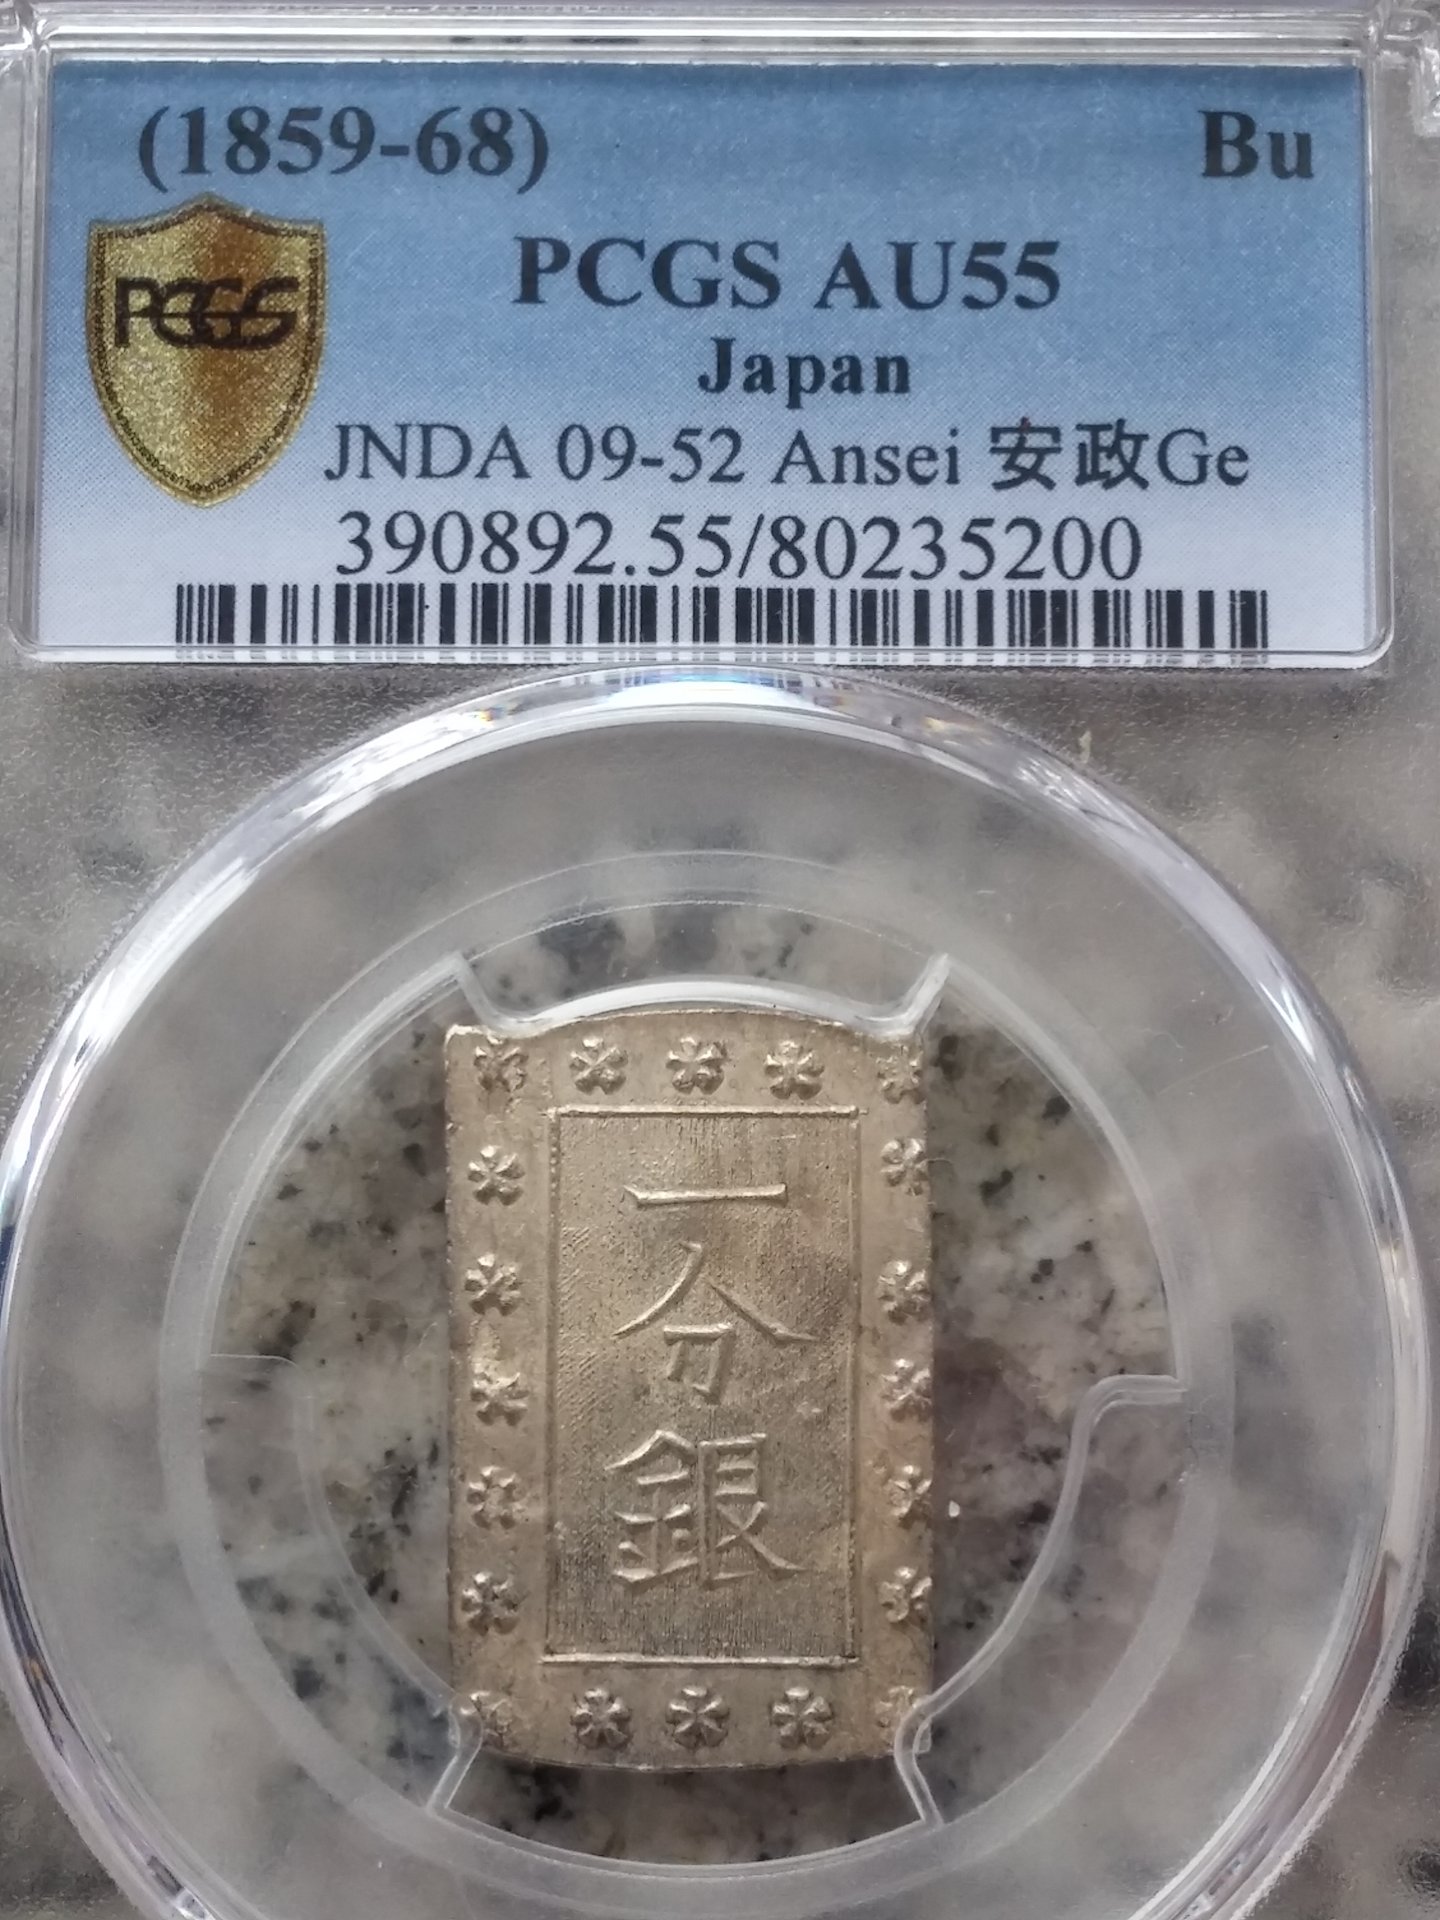 (1859-68) Bu
PCGS
PCGS AU55
Japan
JNDA 09-52 Ansei 安政Ge
390892.55/80235200
一
分
銀